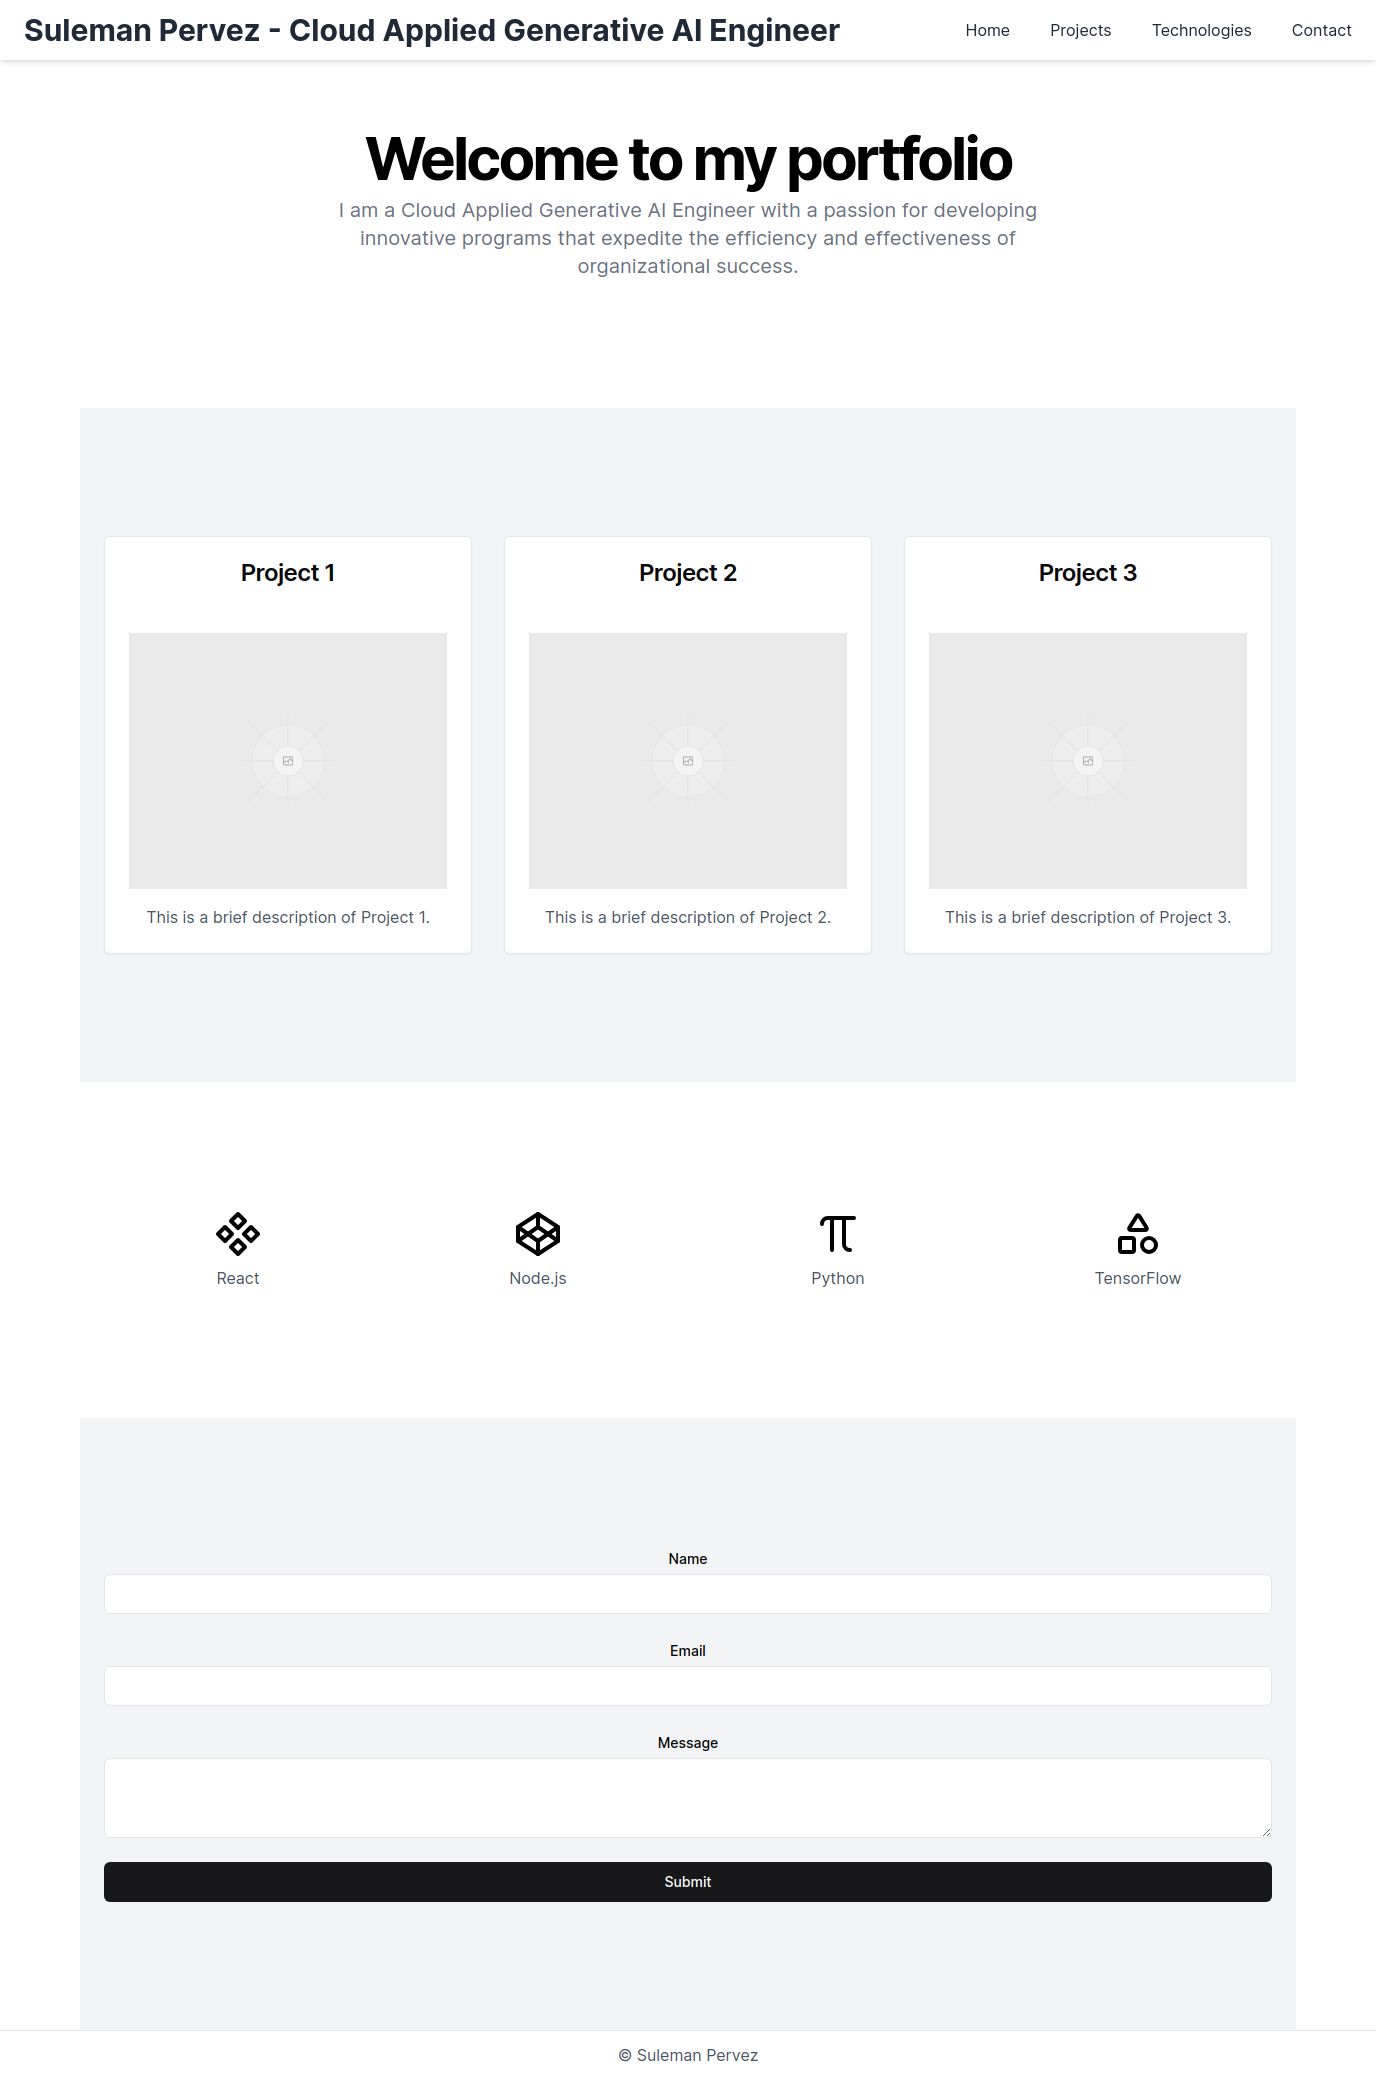 Suleman Pervez - Cloud Applied Generative AI Engineer
Home
Projects
Technologies
Contact
Welcome to my portfolio
I am a Cloud Applied Generative AI Engineer with a passion for developing
innovative programs that expedite the efficiency and effectiveness of
organizational success.
Project 1
This is a brief description of Project 1.
Project 2
This is a brief description of Project 2.
Project 3
This is a brief description of Project 3.
React
Node.js
Python
TensorFlow
Name
Email
Message
Submit
© Suleman Pervez